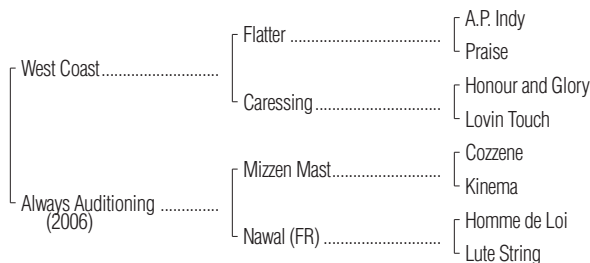 A.P. Indy
Flatter ........................................
Praise
West Coast................................
Honour and Glory
Caressing..................................
Lovin Touch
Cozzene
Mizzen Mast..............................
Kinema
Always Auditioning ................
(2006)
Homme de Loi
Nawal (FR) ................................
Lute String